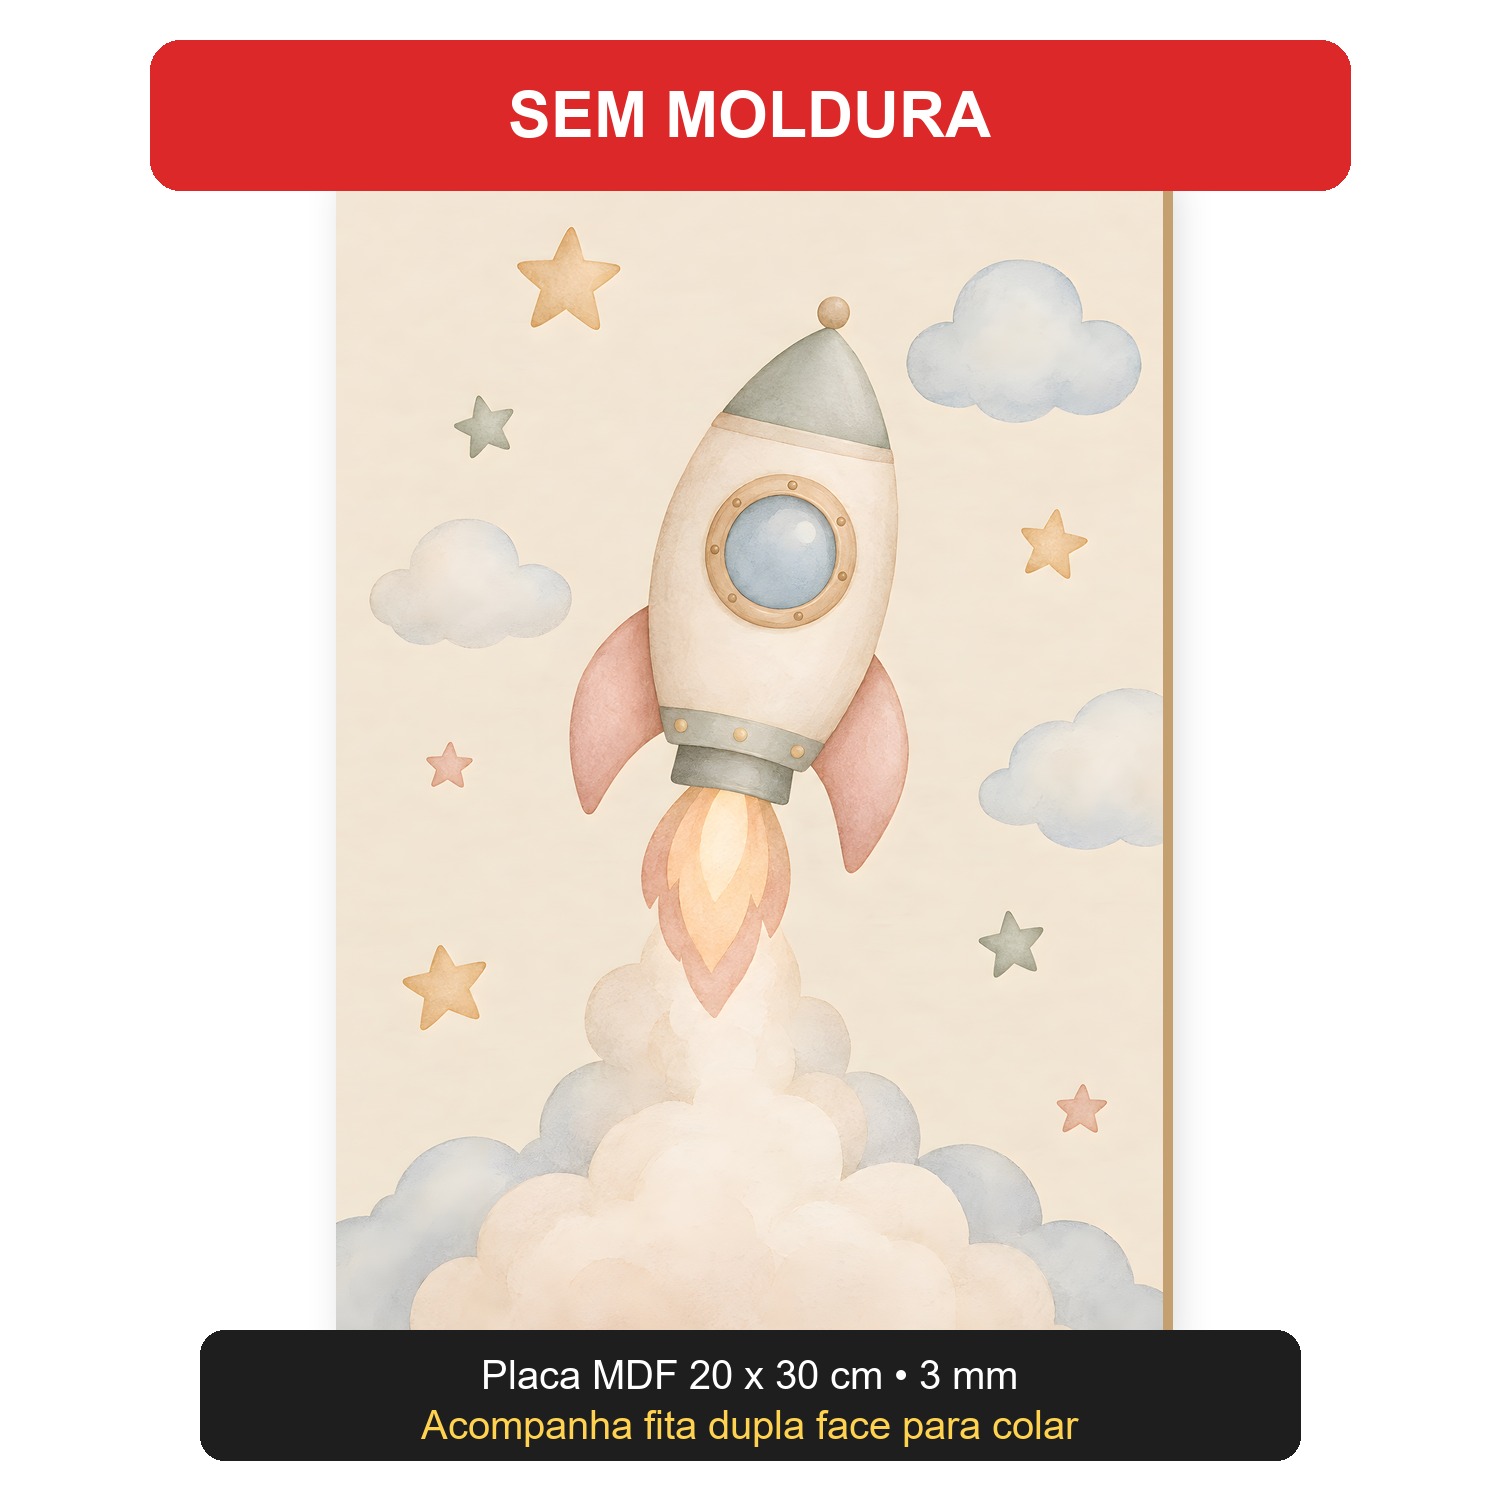 SEM MOLDURA
Placa MDF 20 x 30 cm • 3 mm
Acompanha fita dupla face para colar